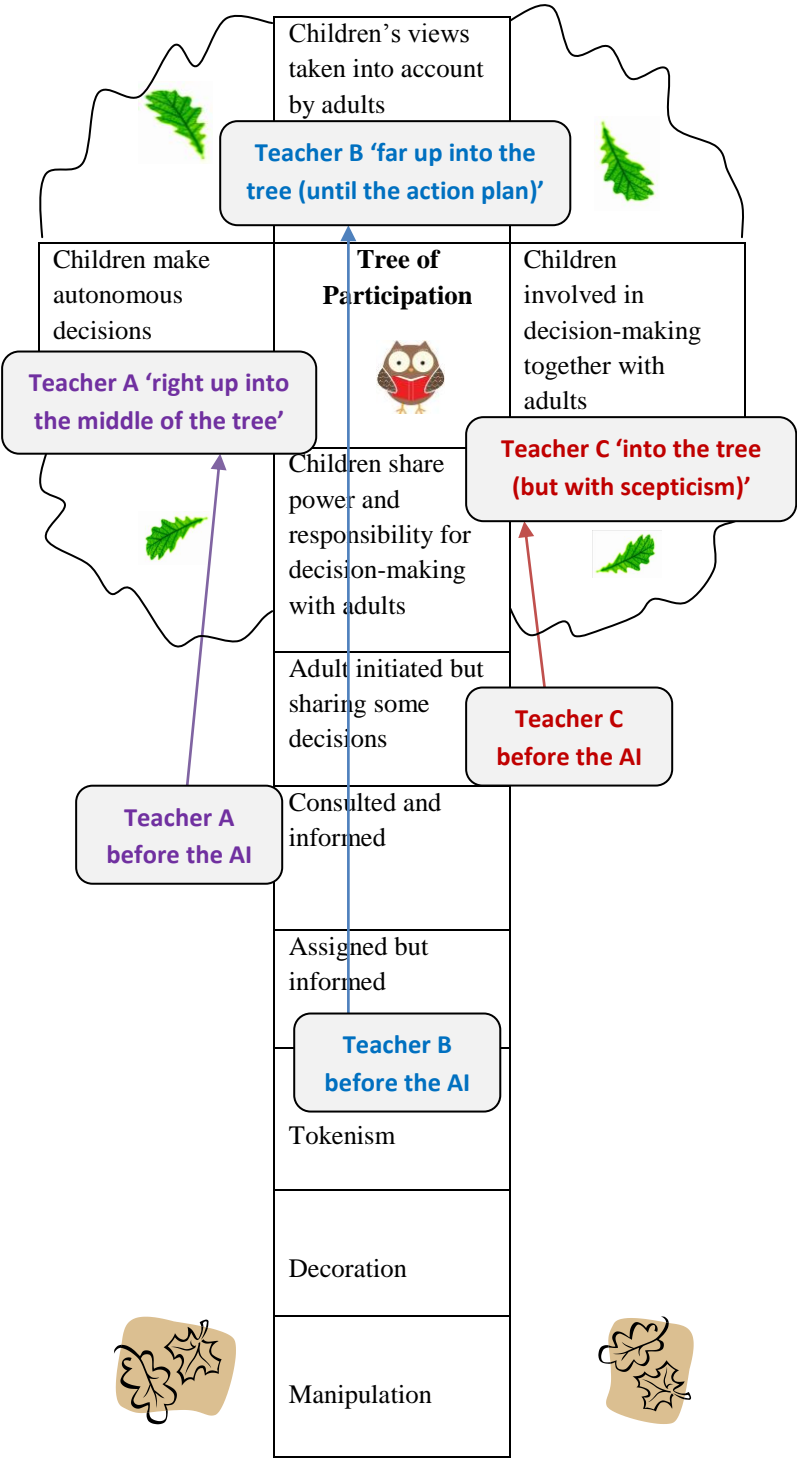 Children’s views
taken into account
by adults
Teacher B ‘far up into the
tree (until the action plan)’
Children make
autonomous
decisions
Tree of
Participation
Children
involved in
decision-making
together with
adults
Teacher A ‘right up into
the middle of the tree’
Teacher C ‘into the tree
(but with scepticism)’
Children share
power and
responsibility for
decision-making
with adults
Adult initiated but
sharing some
decisions
Teacher C
before the AI
Teacher A
before the AI
Consulted and
informed
Assigned but
informed
Teacher B
before the AI
Tokenism
Decoration
Manipulation